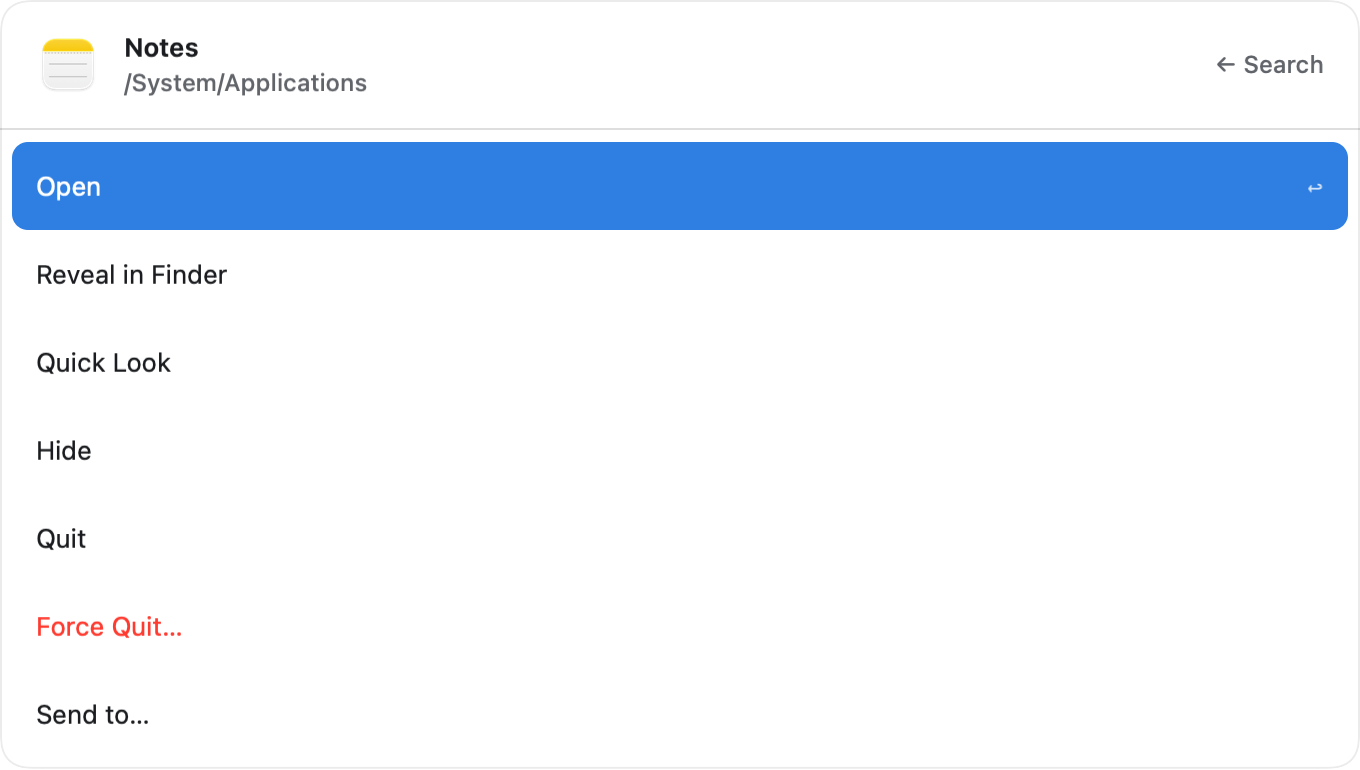 Notes
/System/Applications
← Search
Open ↩
Reveal in Finder
Quick Look
Hide
Quit
Force Quit...
Send to...